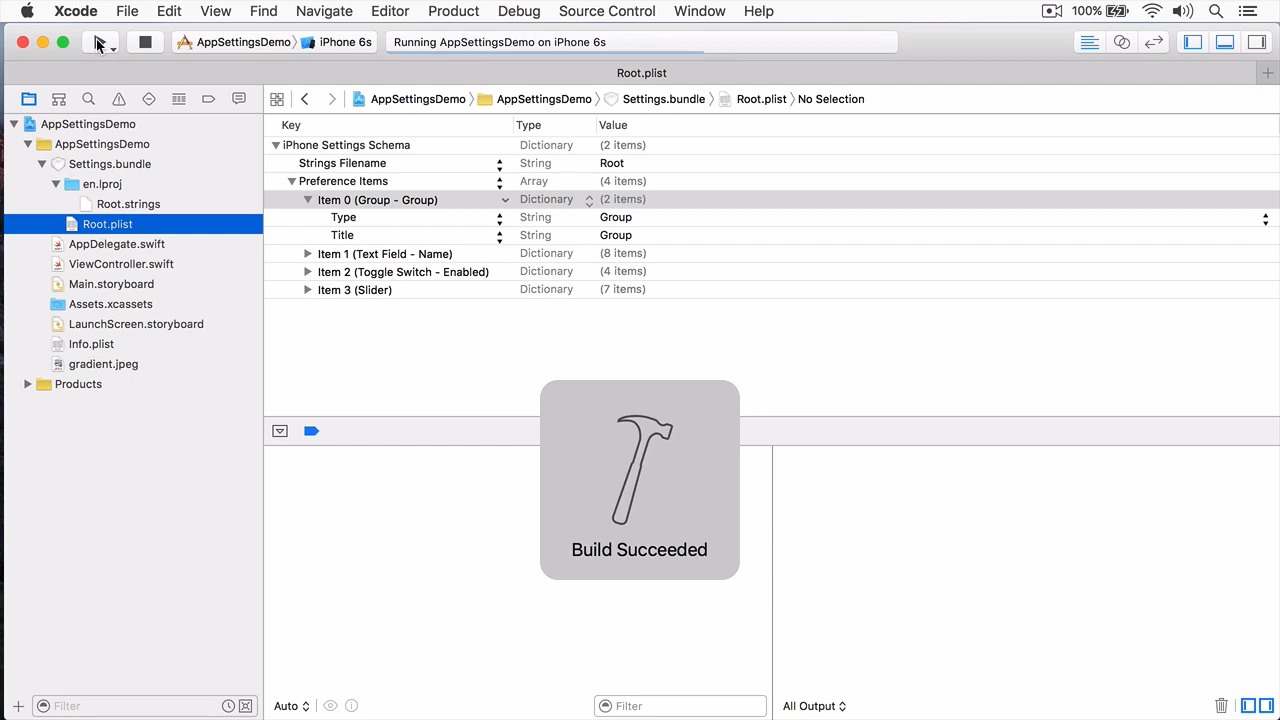 Xcode File Edit View Find Navigate Editor Product Debug Source Control Window Help 100%
AppSettingsDemo iPhone 6s Running AppSettingsDemo on iPhone 6s
Root.plist
AppSettingsDemo AppSettingsDemo Settings.bundle Root.plist No Selection
AppSettingsDemo
AppSettingsDemo
Settings.bundle
en.lproj
Root.strings
Root.plist
AppDelegate.swift
ViewController.swift
Main.storyboard
Assets.xcassets
LaunchScreen.storyboard
Info.plist
gradient.jpeg
Products
Key Type Value
iPhone Settings Schema Dictionary (2 items)
Strings Filename String Root
Preference Items Array (4 items)
Item 0 (Group - Group) Dictionary (2 items)
Type String Group
Title String Group
Item 1 (Text Field - Name) Dictionary (8 items)
Item 2 (Toggle Switch - Enabled) Dictionary (4 items)
Item 3 (Slider) Dictionary (7 items)
Build Succeeded
Filter Auto Filter All Output